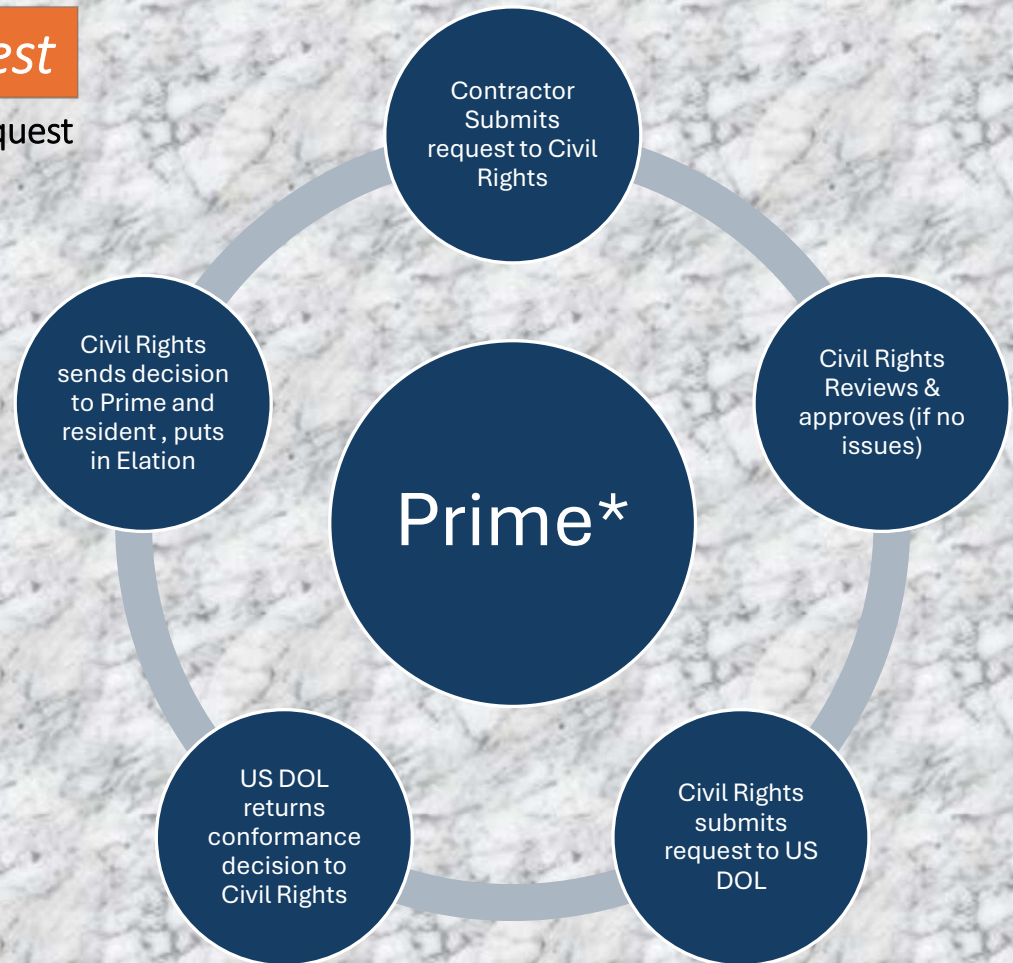 est
quest
Contractor
Submits
request to Civil
Rights
Civil Rights
Reviews &
approves (if no
issues)
Civil Rights
submits
request to US
DOL
US DOL
returns
conformance
decision to
Civil Rights
Civil Rights
sends decision
to Prime and
resident , puts
in Elation
Prime*